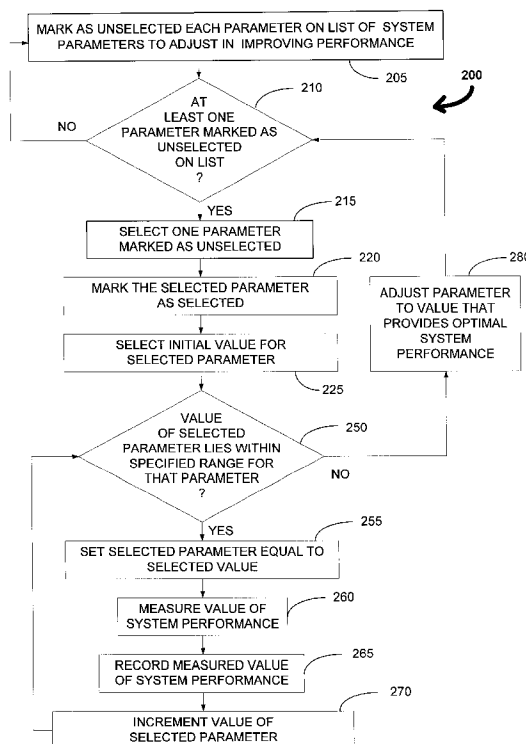 MARK AS UNSELECTED EACH PARAMETER ON LIST OF SYSTEM
PARAMETERS TO ADJUST IN IMPROVING PERFORMANCE
205
200
210
AT
LEAST ONE
PARAMETER MARKED AS
UNSELECTED
ON LIST
?
NO
YES
215
SELECT ONE PARAMETER
MARKED AS UNSELECTED
220
MARK THE SELECTED PARAMETER
AS SELECTED
SELECT INITIAL VALUE FOR
SELECTED PARAMETER
225
280
ADJUST PARAMETER
TO VALUE THAT
PROVIDES OPTIMAL
SYSTEM
PERFORMANCE
250
VALUE
OF SELECTED
PARAMETER LIES WITHIN
SPECIFIED RANGE FOR
THAT PARAMETER
?
NO
YES
255
SET SELECTED PARAMETER EQUAL TO
SELECTED VALUE
260
MEASURE VALUE OF
SYSTEM PERFORMANCE
265
RECORD MEASURED VALUE
OF SYSTEM PERFORMANCE
270
INCREMENT VALUE OF
SELECTED PARAMETER